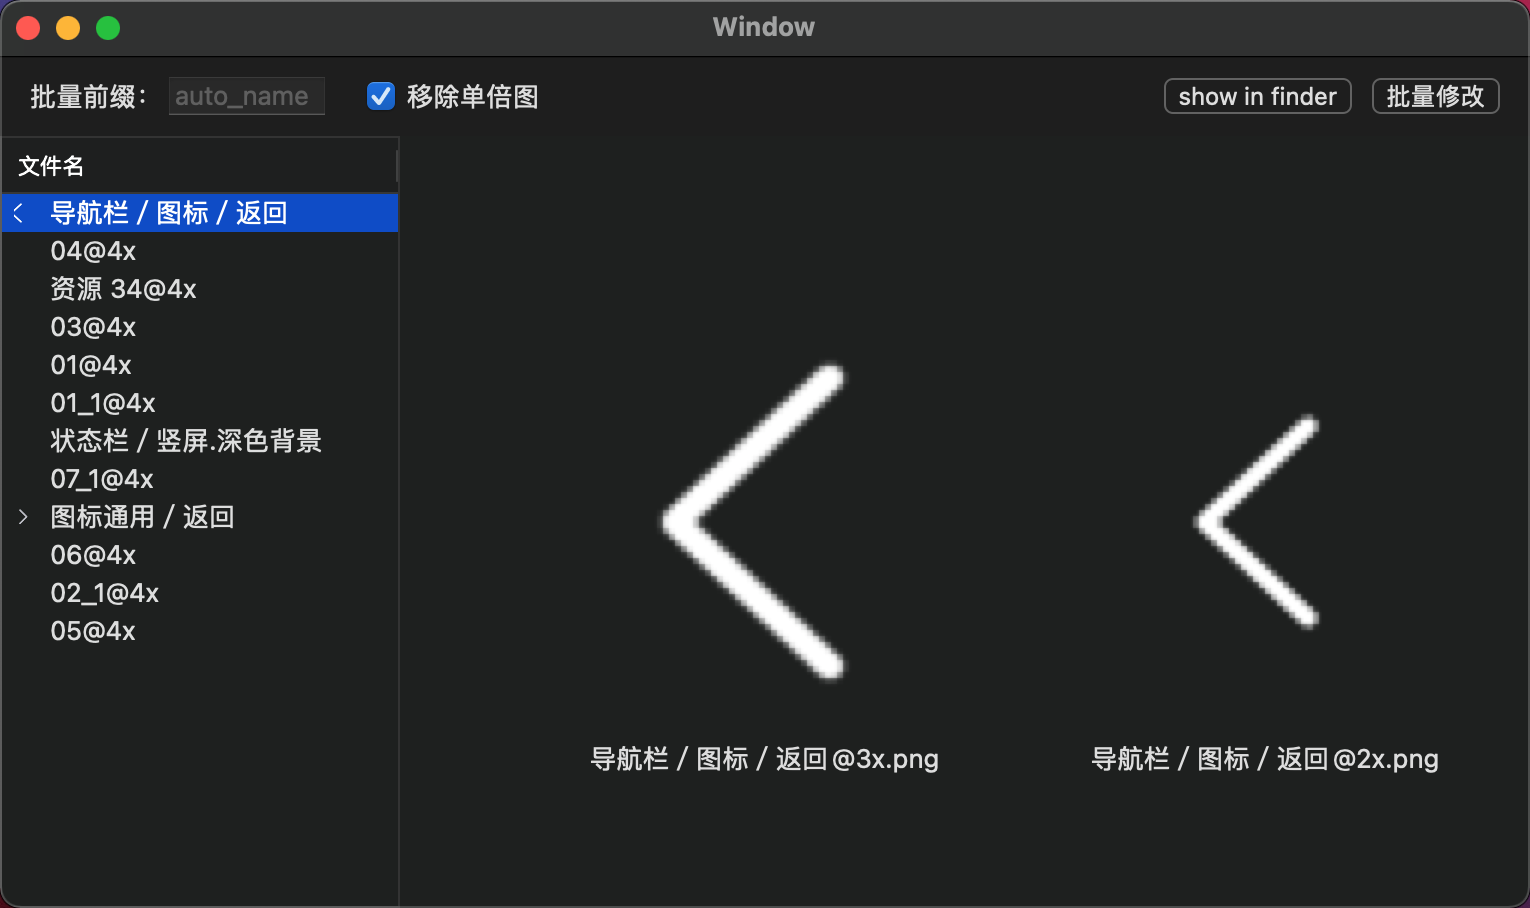 Window
批量前缀： auto_name 移除单倍图 show in finder 批量修改
文件名
导航栏 / 图标 / 返回
04@4x
资源 34@4x
03@4x
01@4x
01_1@4x
状态栏 / 竖屏.深色背景
07_1@4x
图标通用 / 返回
06@4x
02_1@4x
05@4x
导航栏 / 图标 / 返回@3x.png
导航栏 / 图标 / 返回@2x.png